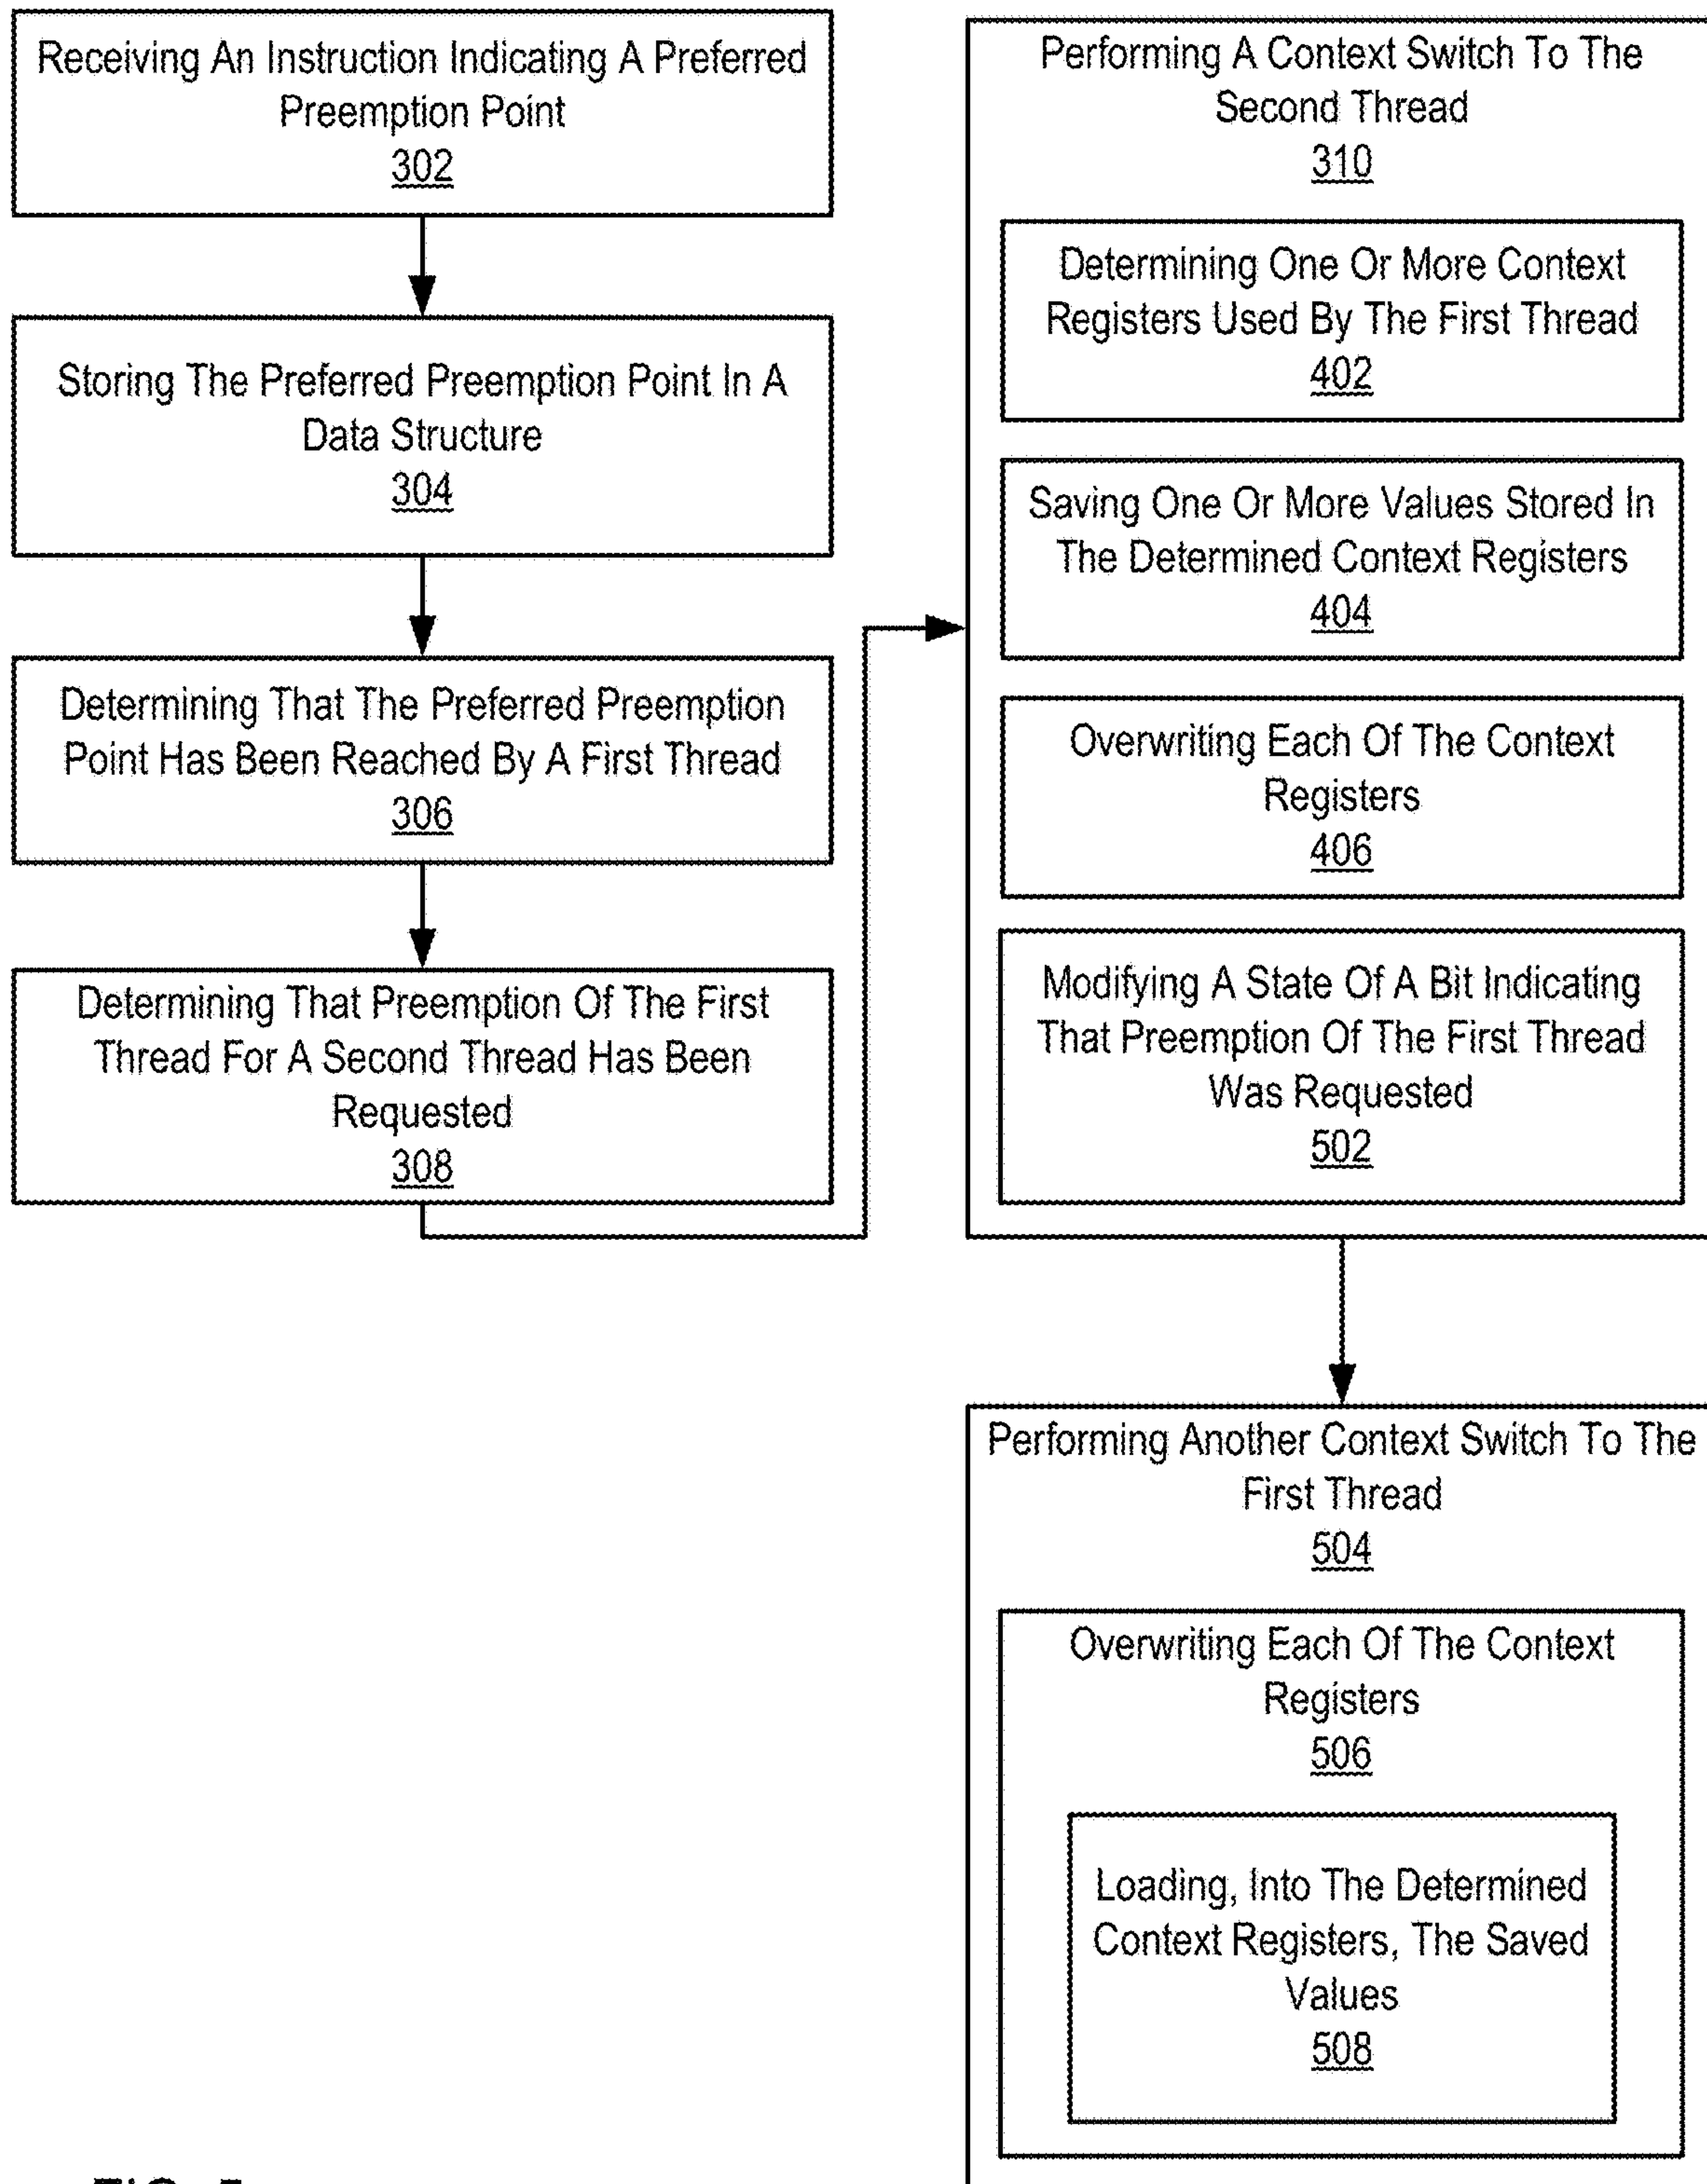 Receiving An Instruction Indicating A Preferred
Preemption Point
302
Storing The Preferred Preemption Point In A
Data Structure
304
Determining That The Preferred Preemption
Point Has Been Reached By A First Thread
306
Determining That Preemption Of The First
Thread For A Second Thread Has Been
Requested
308
Performing A Context Switch To The
Second Thread
310
Determining One Or More Context
Registers Used By The First Thread
402
Saving One Or More Values Stored In
The Determined Context Registers
404
Overwriting Each Of The Context
Registers
406
Modifying A State Of A Bit Indicating
That Preemption Of The First Thread
Was Requested
502
Performing Another Context Switch To The
First Thread
504
Overwriting Each Of The Context
Registers
506
Loading, Into The Determined
Context Registers, The Saved
Values
508